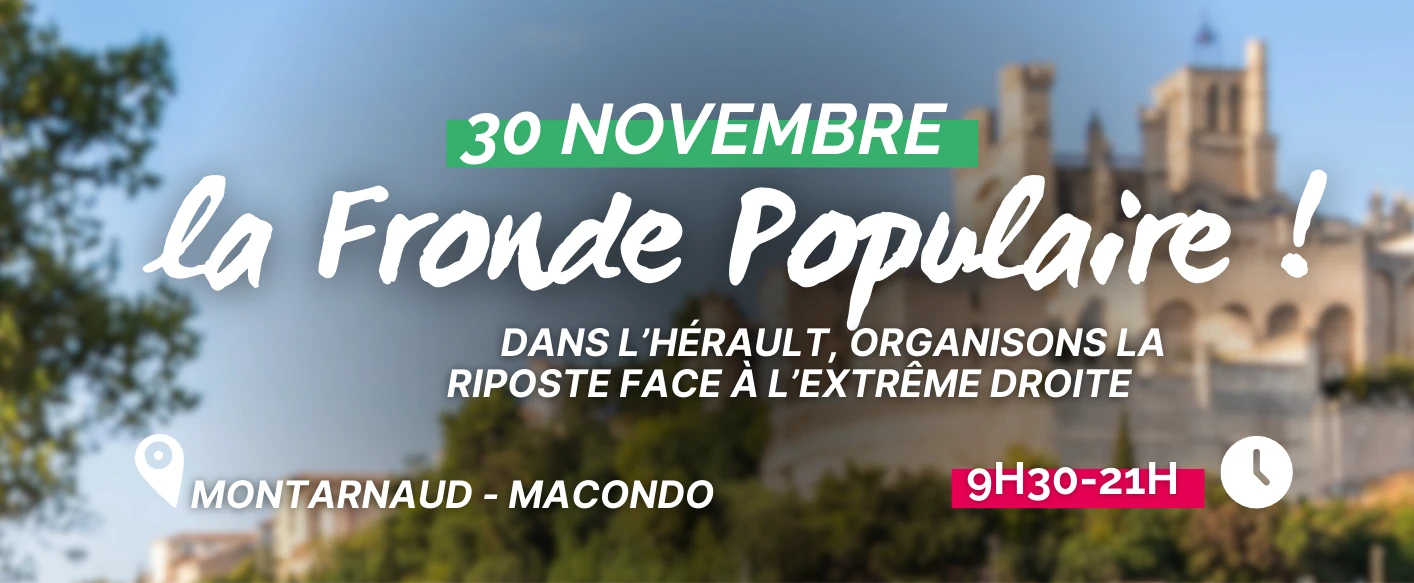 30 NOVEMBRE
la Fronde Populaire !
DANS L’HÉRAULT, ORGANISONS LA
RIPOSTE FACE À L’EXTRÊME DROITE
MONTARNAUD - MACONDO
9H30-21H